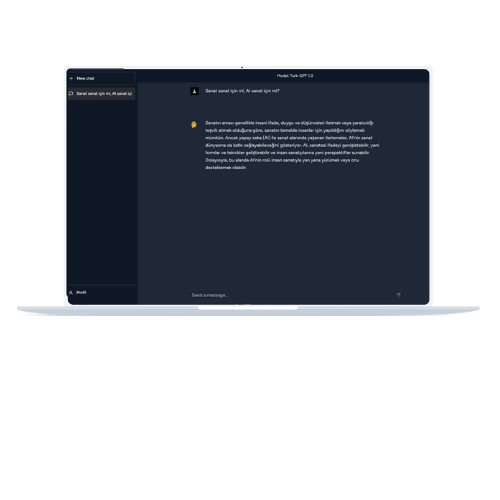 New chat
Model: Turk-GPT 1.0
Sanat sanat için mi, AI sanat içi
Sanat sanat için mi, AI sanat için mi?
Sanatın amacı genellikle insani ifade, duygu ve düşünceleri iletmek veya yaratıcılığı
teşvik etmek olduğuna göre, sanatın temelde insanlar için yapıldığını söylemek
mümkün. Ancak yapay zeka (AI) ile sanat alanında yaşanan ilerlemeler, AI'nın sanat
dünyasına da katkı sağlayabileceğini gösteriyor. AI, sanatsal ifadeyi genişletebilir, yeni
formlar ve teknikler geliştirebilir ve insan sanatçılarına yeni perspektifler sunabilir.
Dolayısıyla, bu alanda AI'nın rolü insan sanatıyla yan yana yürümek veya onu
desteklemek olabilir.
Profil
Send a message...